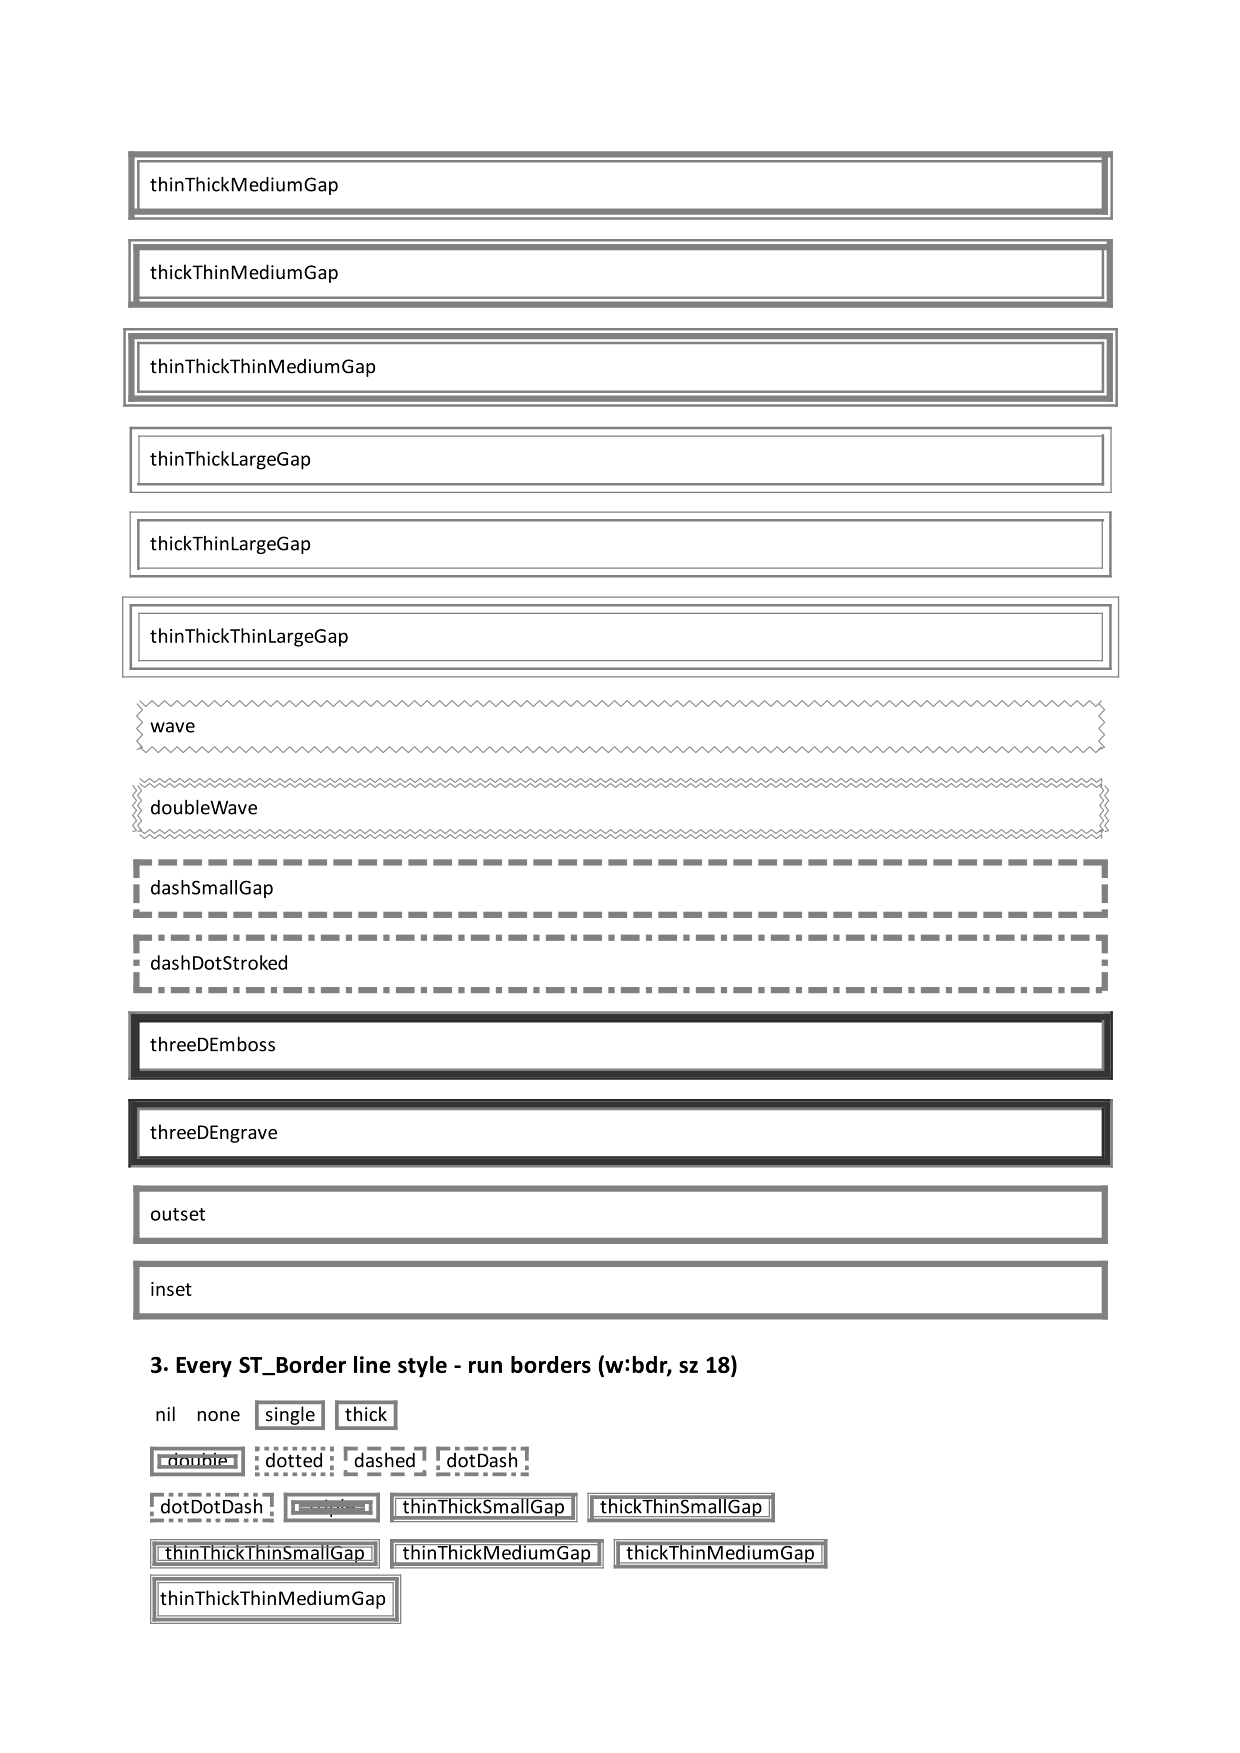 thinThickMediumGap
thickThinMediumGap
thinThickThinMediumGap
thinThickLargeGap
thickThinLargeGap
thinThickThinLargeGap
wave
doubleWave
dashSmallGap
dashDotStroked
threeDEmboss
threeDEngrave
outset
inset
3. Every ST_Border line style - run borders (w:bdr, sz 18)
nil none single thick
double dotted dashed dotDash
dotDotDash thinThickSmallGap thickThinSmallGap
thinThickThinSmallGap thinThickMediumGap thickThinMediumGap
thinThickThinMediumGap